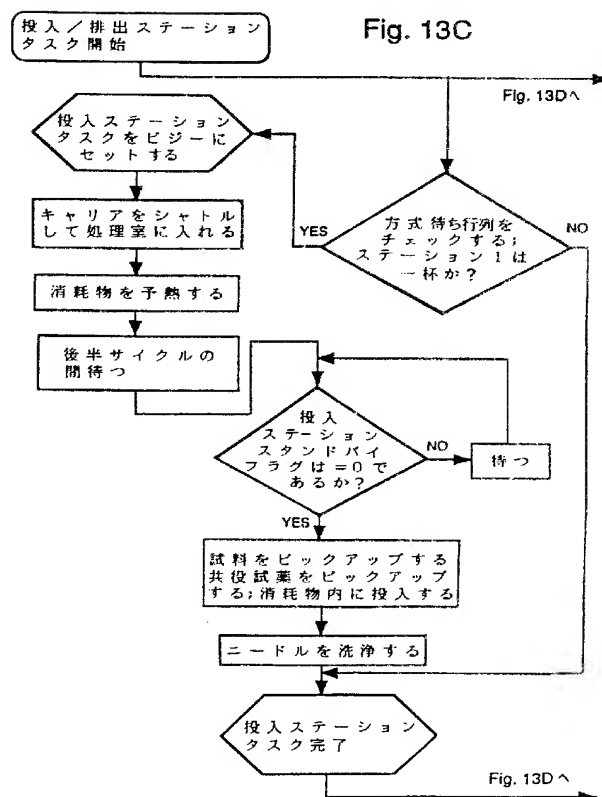 Fig. 13C
投入／排出ステーション
タスク開始
Fig. 13Dへ
投入ステーション
タスクをビジーに
セットする
YES
方式待ち行列を
チェックする；
ステーション1は
一杯か？
NO
キャリアをシャトル
して処理室に入れる
消耗物を予熱する
後半サイクルの
間待つ
投入
ステーション
スタンドバイ
フラグは=0で
あるか？
NO
待つ
YES
試料をピックアップする
共役試薬をピックアップ
する；消耗物内に投入する
ニードルを洗浄する
投入ステーション
タスク完了
Fig. 13Dへ